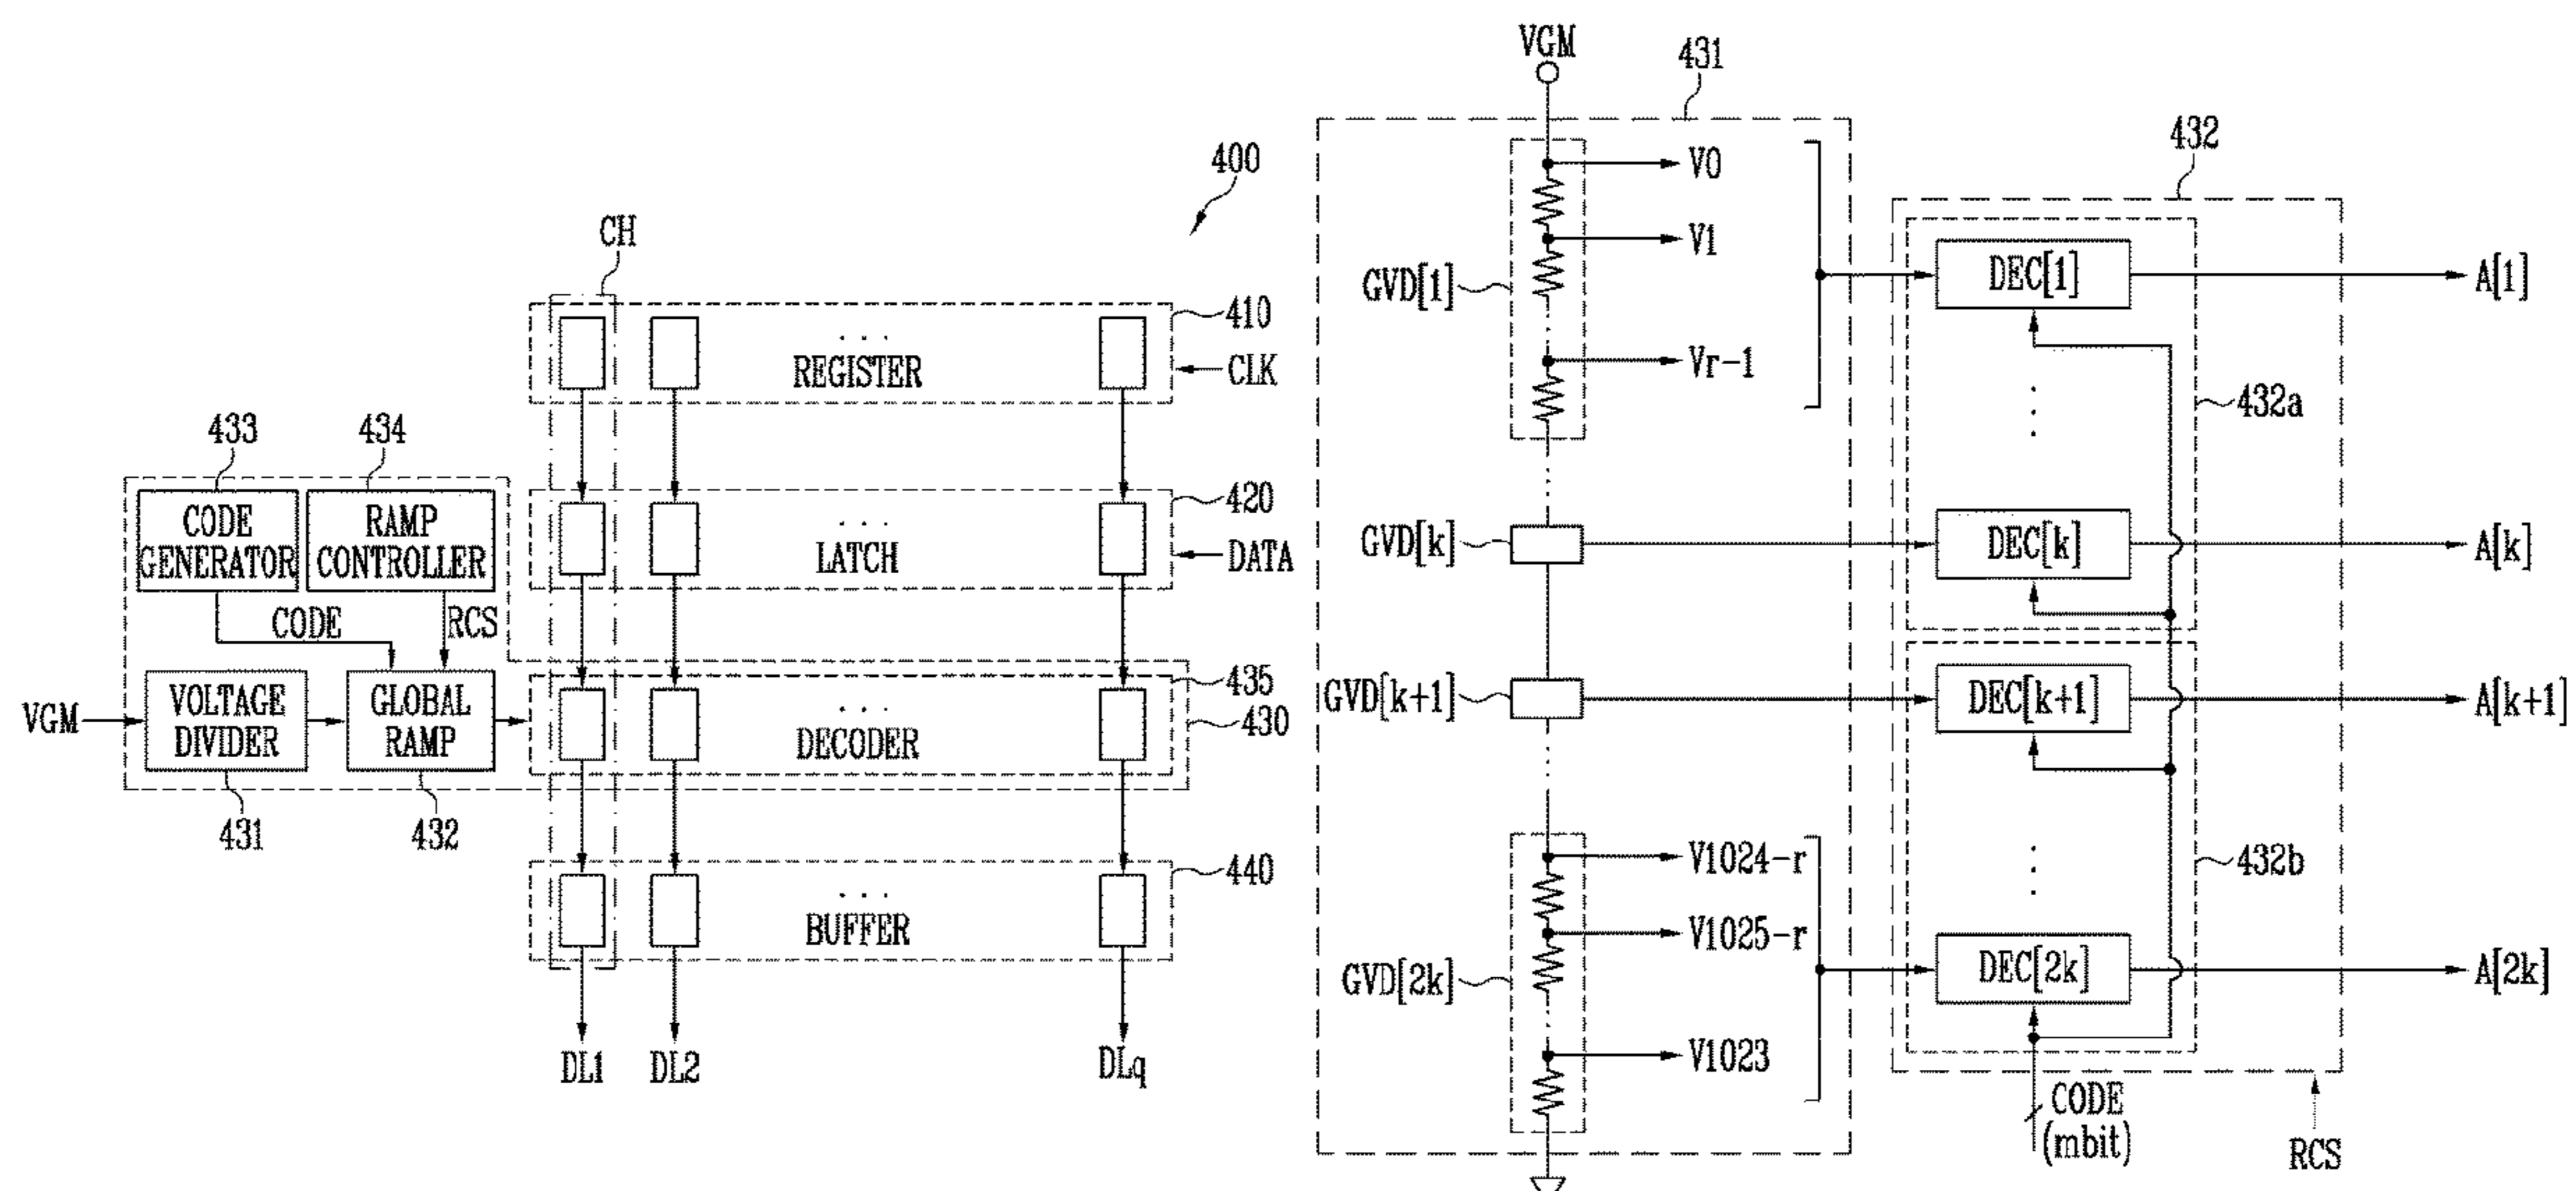 400
CH
410
REGISTER
CLK
433
434
CODE
GENERATOR
RAMP
CONTROLLER
420
LATCH
DATA
CODE
RCS
VGM
VOLTAGE
DIVIDER
GLOBAL
RAMP
435
DECODER
430
431
432
440
BUFFER
DL1
DL2
DLq
VGM
431
432
V0
V1
GVD[1]
Vr-1
DEC[1]
A[1]
432a
GVD[k]
DEC[k]
A[k]
GVD[k+1]
DEC[k+1]
A[k+1]
V1024-r
V1025-r
GVD[2k]
V1023
432b
DEC[2k]
A[2k]
CODE
(mbit)
RCS